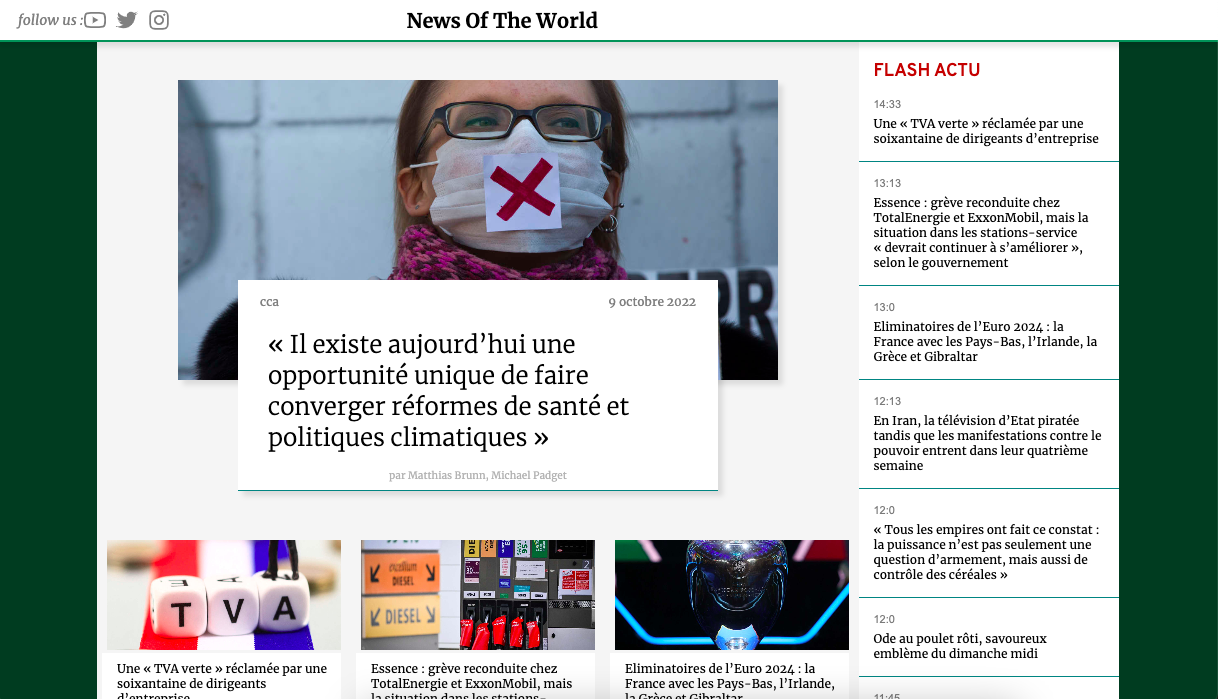 follow us :
News Of The World
cca
9 octobre 2022
« Il existe aujourd’hui une
opportunité unique de faire
converger réformes de santé et
politiques climatiques »
par Matthias Brunn, Michael Padget
TVA
excellium
DIESEL
DIESEL
DIE
2
Une « TVA verte » réclamée par une
soixantaine de dirigeants
d’entreprise
Essence : grève reconduite chez
TotalEnergie et ExxonMobil, mais
la situation dans les stations-
Eliminatoires de l’Euro 2024 : la
France avec les Pays-Bas, l’Irlande,
la Grèce et Gibraltar
FLASH ACTU
14:33
Une « TVA verte » réclamée par une
soixantaine de dirigeants d’entreprise
13:13
Essence : grève reconduite chez
TotalEnergie et ExxonMobil, mais la
situation dans les stations-service
« devrait continuer à s’améliorer »,
selon le gouvernement
13:0
Eliminatoires de l’Euro 2024 : la
France avec les Pays-Bas, l’Irlande, la
Grèce et Gibraltar
12:13
En Iran, la télévision d’Etat piratée
tandis que les manifestations contre le
pouvoir entrent dans leur quatrième
semaine
12:0
« Tous les empires ont fait ce constat :
la puissance n’est pas seulement une
question d’armement, mais aussi de
contrôle des céréales »
12:0
Ode au poulet rôti, savoureux
emblème du dimanche midi
11:45